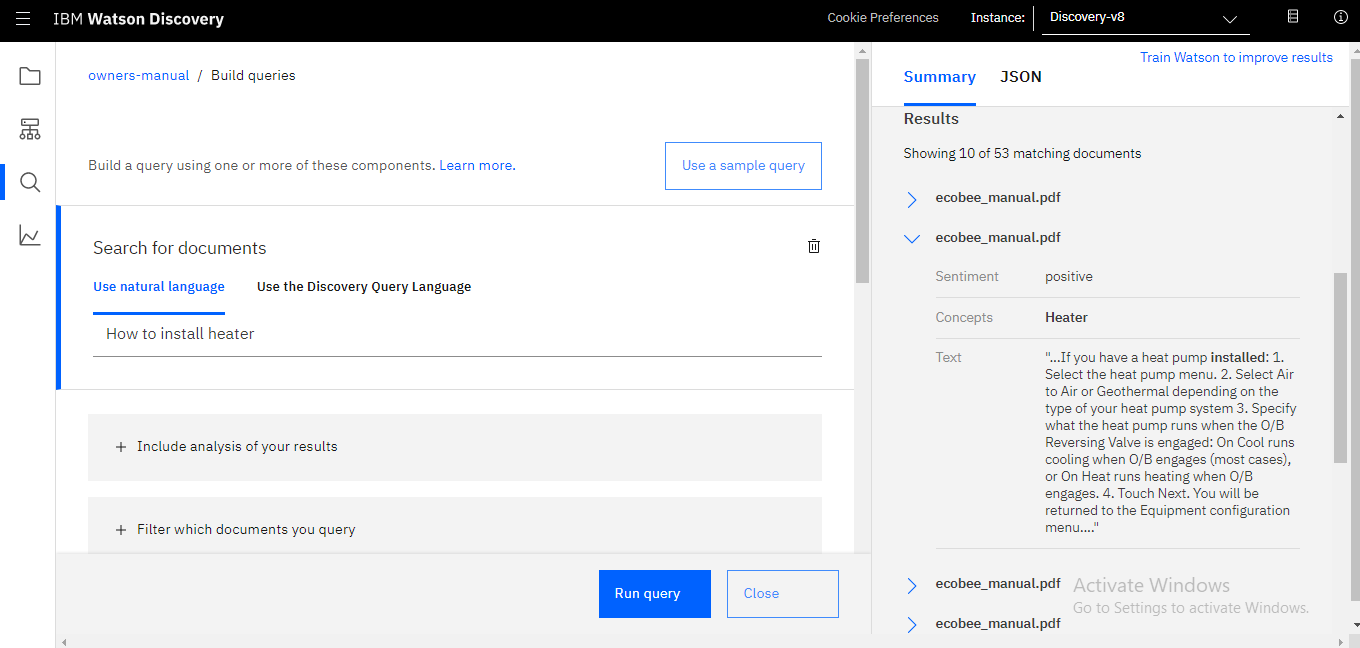 IBM Watson Discovery
Cookie Preferences
Instance:
Discovery-v8
owners-manual / Build queries
Build a query using one or more of these components. Learn more.
Use a sample query
Search for documents
Use natural language
Use the Discovery Query Language
How to install heater
+ Include analysis of your results
+ Filter which documents you query
Run query
Close
Train Watson to improve results
Summary
JSON
Results
Showing 10 of 53 matching documents
ecobee_manual.pdf
ecobee_manual.pdf
Sentiment
positive
Concepts
Heater
Text
"...If you have a heat pump installed: 1.
Select the heat pump menu. 2. Select Air
to Air or Geothermal depending on the
type of your heat pump system 3. Specify
what the heat pump runs when the O/B
Reversing Valve is engaged: On Cool runs
cooling when O/B engages (most cases),
or On Heat runs heating when O/B
engages. 4. Touch Next. You will be
returned to the Equipment configuration
menu...."
ecobee_manual.pdf
ecobee_manual.pdf
Activate Windows
Go to Settings to activate Windows.